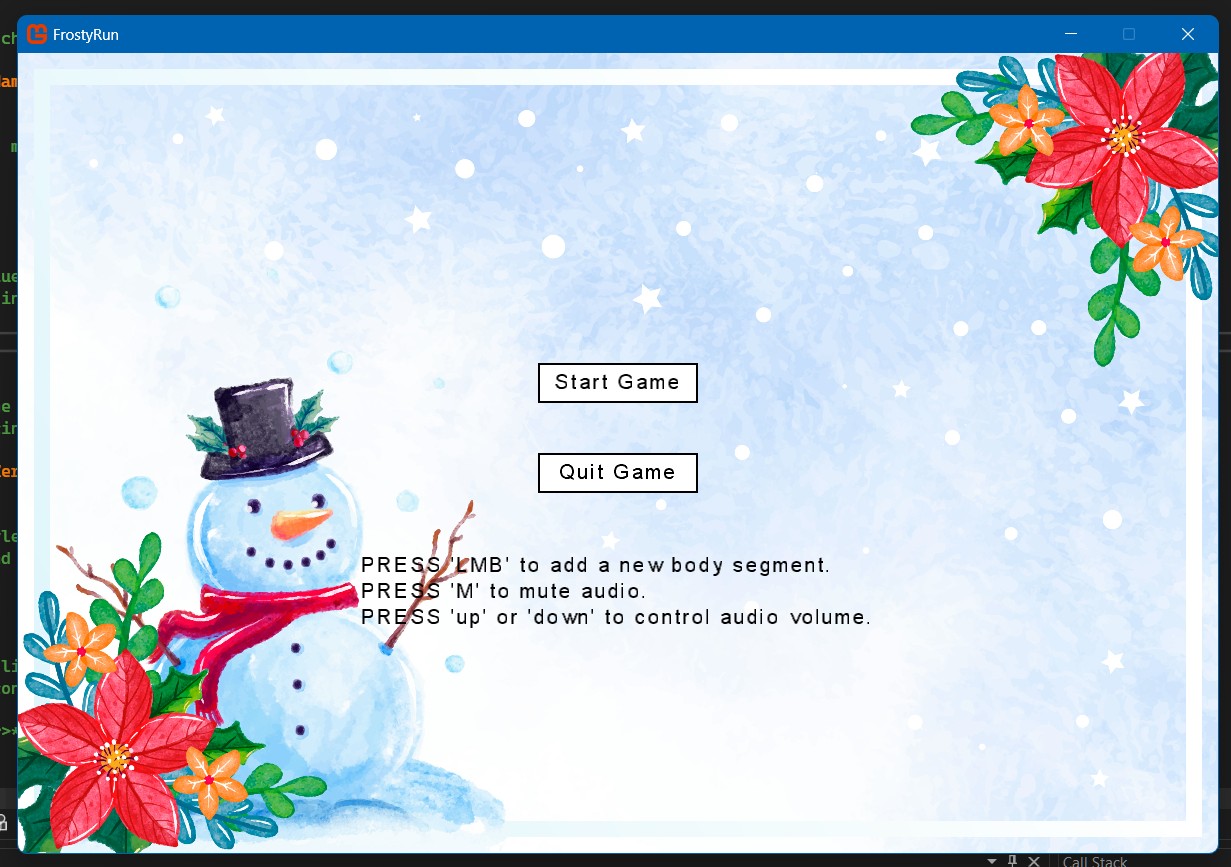 FrostyRun
Start Game
Quit Game
PRESS 'LMB' to add a new body segment.
PRESS 'M' to mute audio.
PRESS 'up' or 'down' to control audio volume.
Call Stack